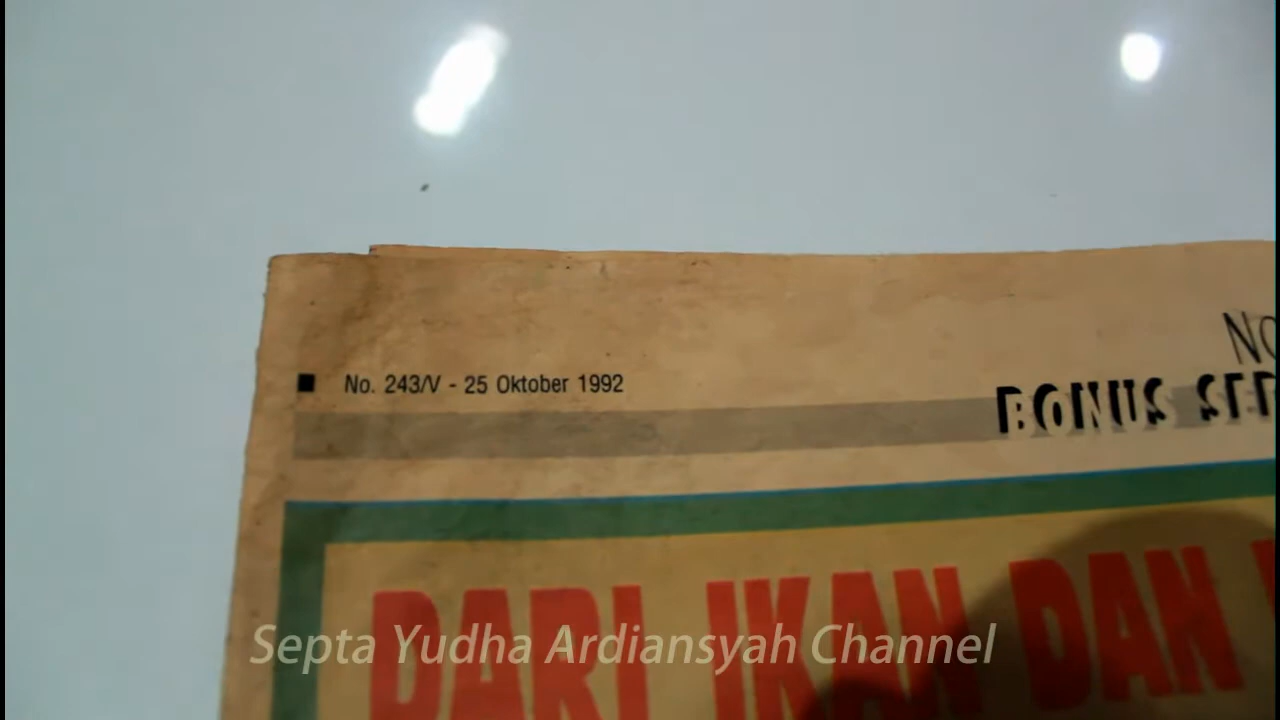 No. 243/V - 25 Oktober 1992
BONUS
DARI IKAN DAN
Septa Yudha Ardiansyah Channel